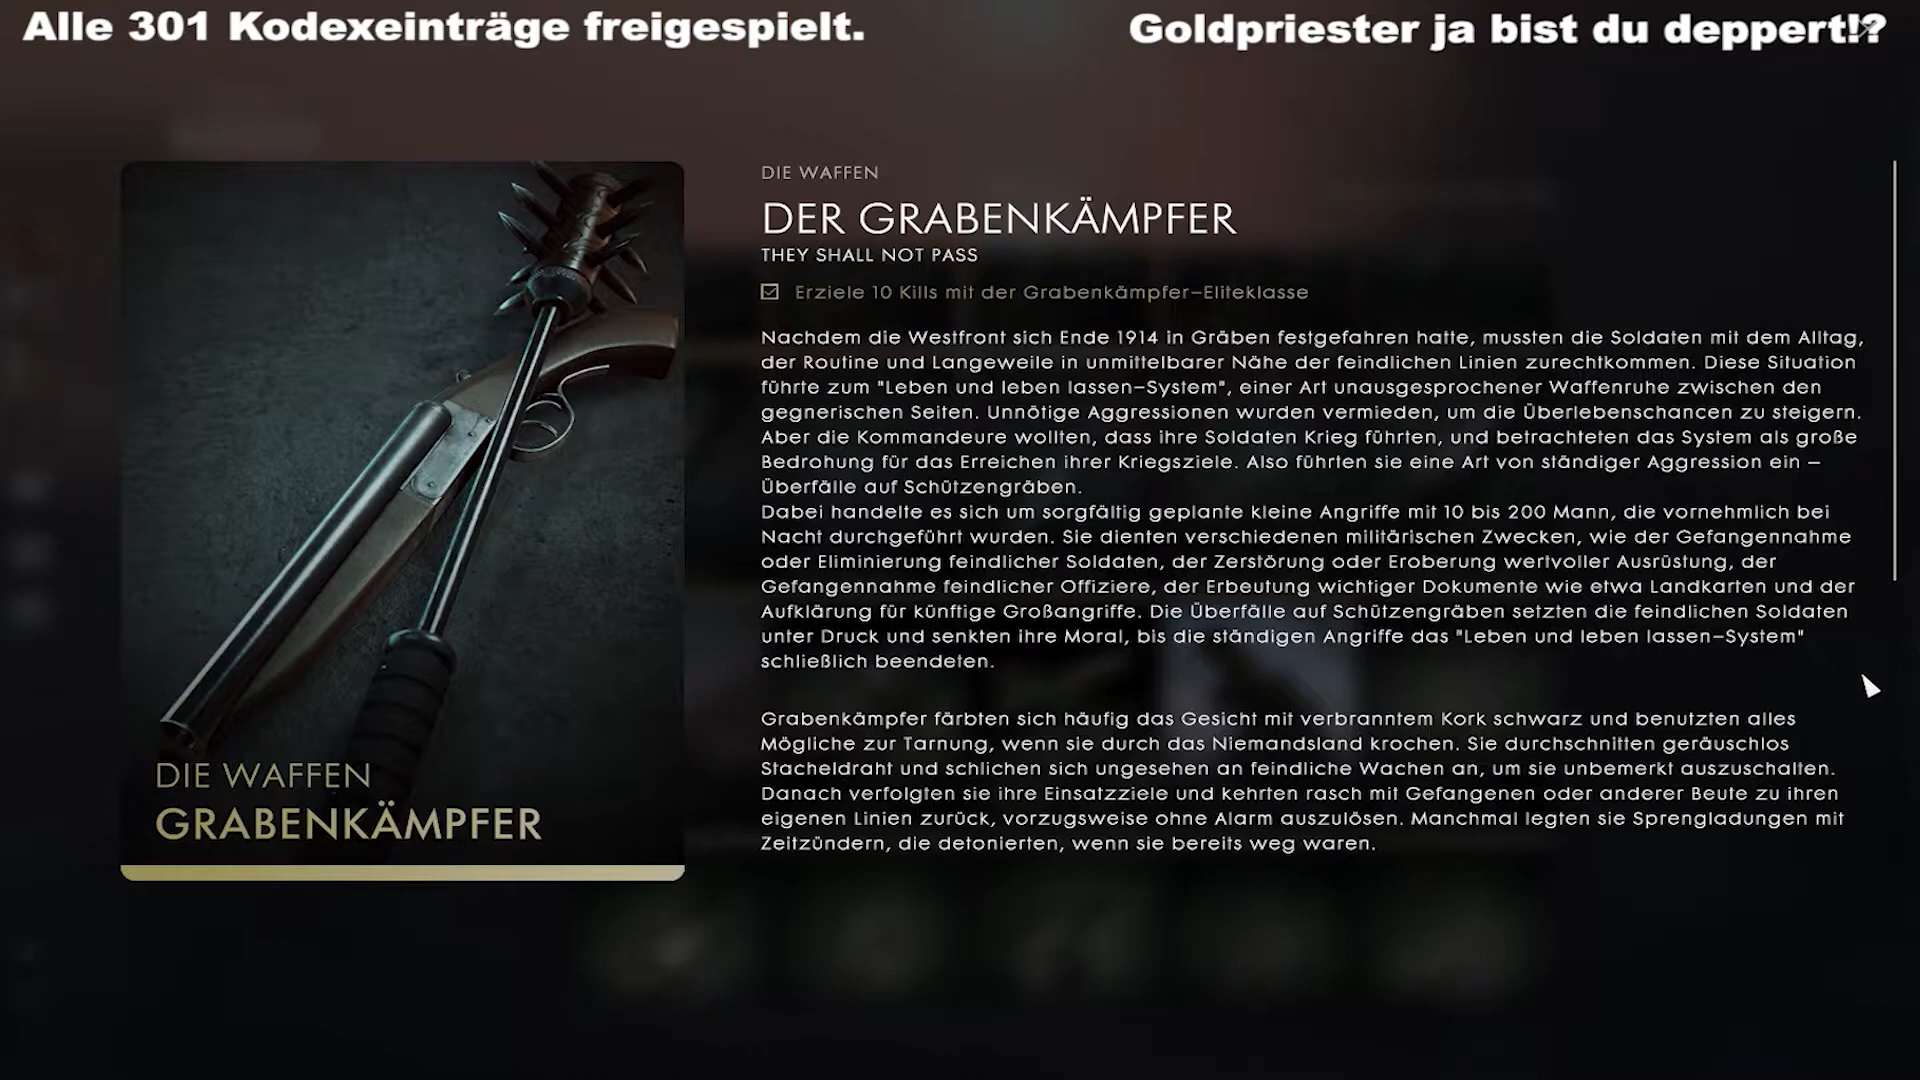 Alle 301 Kodexeinträge freigespielt.
Goldpriester ja bist du deppert!?
DIE WAFFEN
DER GRABENKÄMPFER
THEY SHALL NOT PASS
Erziele 10 Kills mit der Grabenkämpfer-Eliteklasse
Nachdem die Westfront sich Ende 1914 in Gräben festgefahren hatte, mussten die Soldaten mit dem Alltag,
der Routine und Langeweile in unmittelbarer Nähe der feindlichen Linien zurechtkommen. Diese Situation
führte zum "Leben und leben lassen-System", einer Art unausgesprochener Waffenruhe zwischen den
gegnerischen Seiten. Unnötige Aggressionen wurden vermieden, um die Überlebenschancen zu steigern.
Aber die Kommandeure wollten, dass ihre Soldaten Krieg führten, und betrachteten das System als große
Bedrohung für das Erreichen ihrer Kriegsziele. Also führten sie eine Art von ständiger Aggression ein –
Überfälle auf Schützengräben.
Dabei handelte es sich um sorgfältig geplante kleine Angriffe mit 10 bis 200 Mann, die vornehmlich bei
Nacht durchgeführt wurden. Sie dienten verschiedenen militärischen Zwecken, wie der Gefangennahme
oder Eliminierung feindlicher Soldaten, der Zerstörung oder Eroberung wertvoller Ausrüstung, der
Gefangennahme feindlicher Offiziere, der Erbeutung wichtiger Dokumente wie etwa Landkarten und der
Aufklärung für künftige Großangriffe. Die Überfälle auf Schützengräben setzten die feindlichen Soldaten
unter Druck und senkten ihre Moral, bis die ständigen Angriffe das "Leben und leben lassen-System"
schließlich beendeten.
Grabenkämpfer färbten sich häufig das Gesicht mit verbranntem Kork schwarz und benutzten alles
Mögliche zur Tarnung, wenn sie durch das Niemandsland krochen. Sie durchschnitten geräuschlos
Stacheldraht und schlichen sich ungesehen an feindliche Wachen an, um sie unbemerkt auszuschalten.
Danach verfolgten sie ihre Einsatzziele und kehrten rasch mit Gefangenen oder anderer Beute zu ihren
eigenen Linien zurück, vorzugsweise ohne Alarm auszulösen. Manchmal legten sie Sprengladungen mit
Zeitzündern, die detonierten, wenn sie bereits weg waren.
DIE WAFFEN
GRABENKÄMPFER